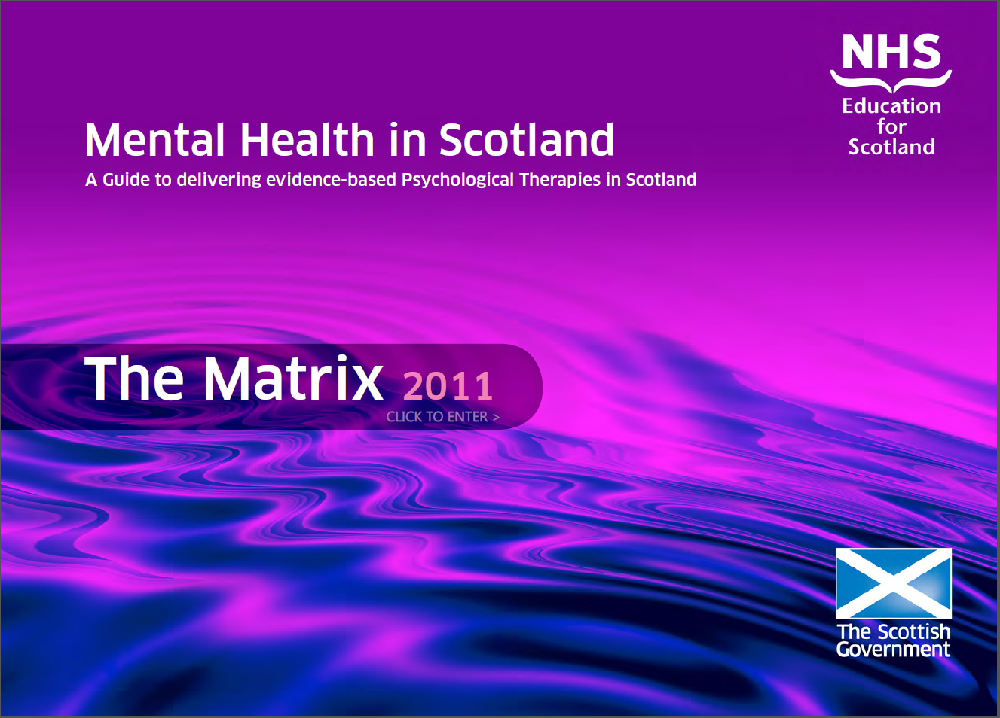 NHS
Education
for
Scotland
Mental Health in Scotland
A Guide to delivering evidence-based Psychological Therapies in Scotland
The Matrix 2011
CLICK TO ENTER >
The Scottish
Government